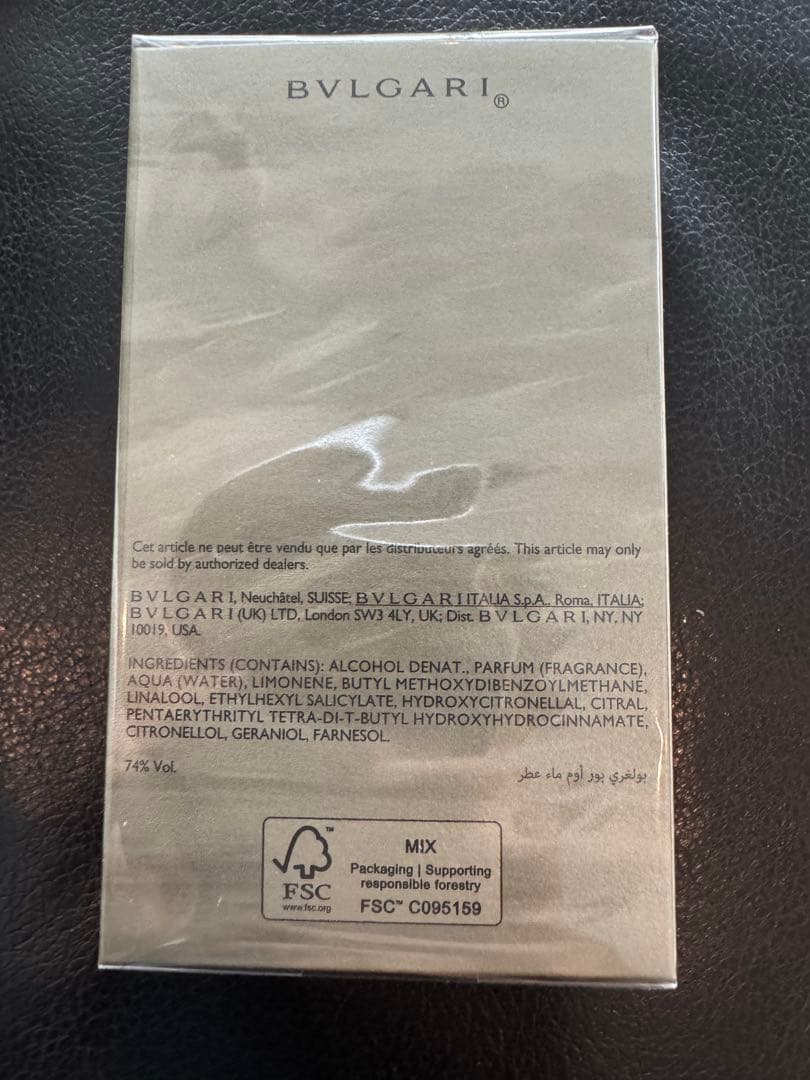 BVLGARI®
Cet article ne peut être vendu que par les distributeurs agréés. This article may only
be sold by authorized dealers.
BVLGARI, Neuchâtel, SUISSE; BVLGARI ITALIA S.p.A., Roma, ITALIA;
BVLGARI (UK) LTD, London SW3 4LY, UK; Dist. BVLGARI, NY, NY
10019, USA.
INGREDIENTS (CONTAINS): ALCOHOL DENAT., PARFUM (FRAGRANCE),
AQUA (WATER), LIMONENE, BUTYL METHOXYDIBENZOYLMETHANE,
LINALOOL, ETHYLHEXYL SALICYLATE, HYDROXYCITRONELLAL, CITRAL,
PENTAERYTHRITYL TETRA-DI-T-BUTYL HYDROXYHYDROCINNAMATE,
CITRONELLOL, GERANIOL, FARNESOL.
74% Vol.
بولغري بور أوم ماء عطر
FSC™
www.fsc.org
MIX
Packaging | Supporting
responsible forestry
FSC™ C095159